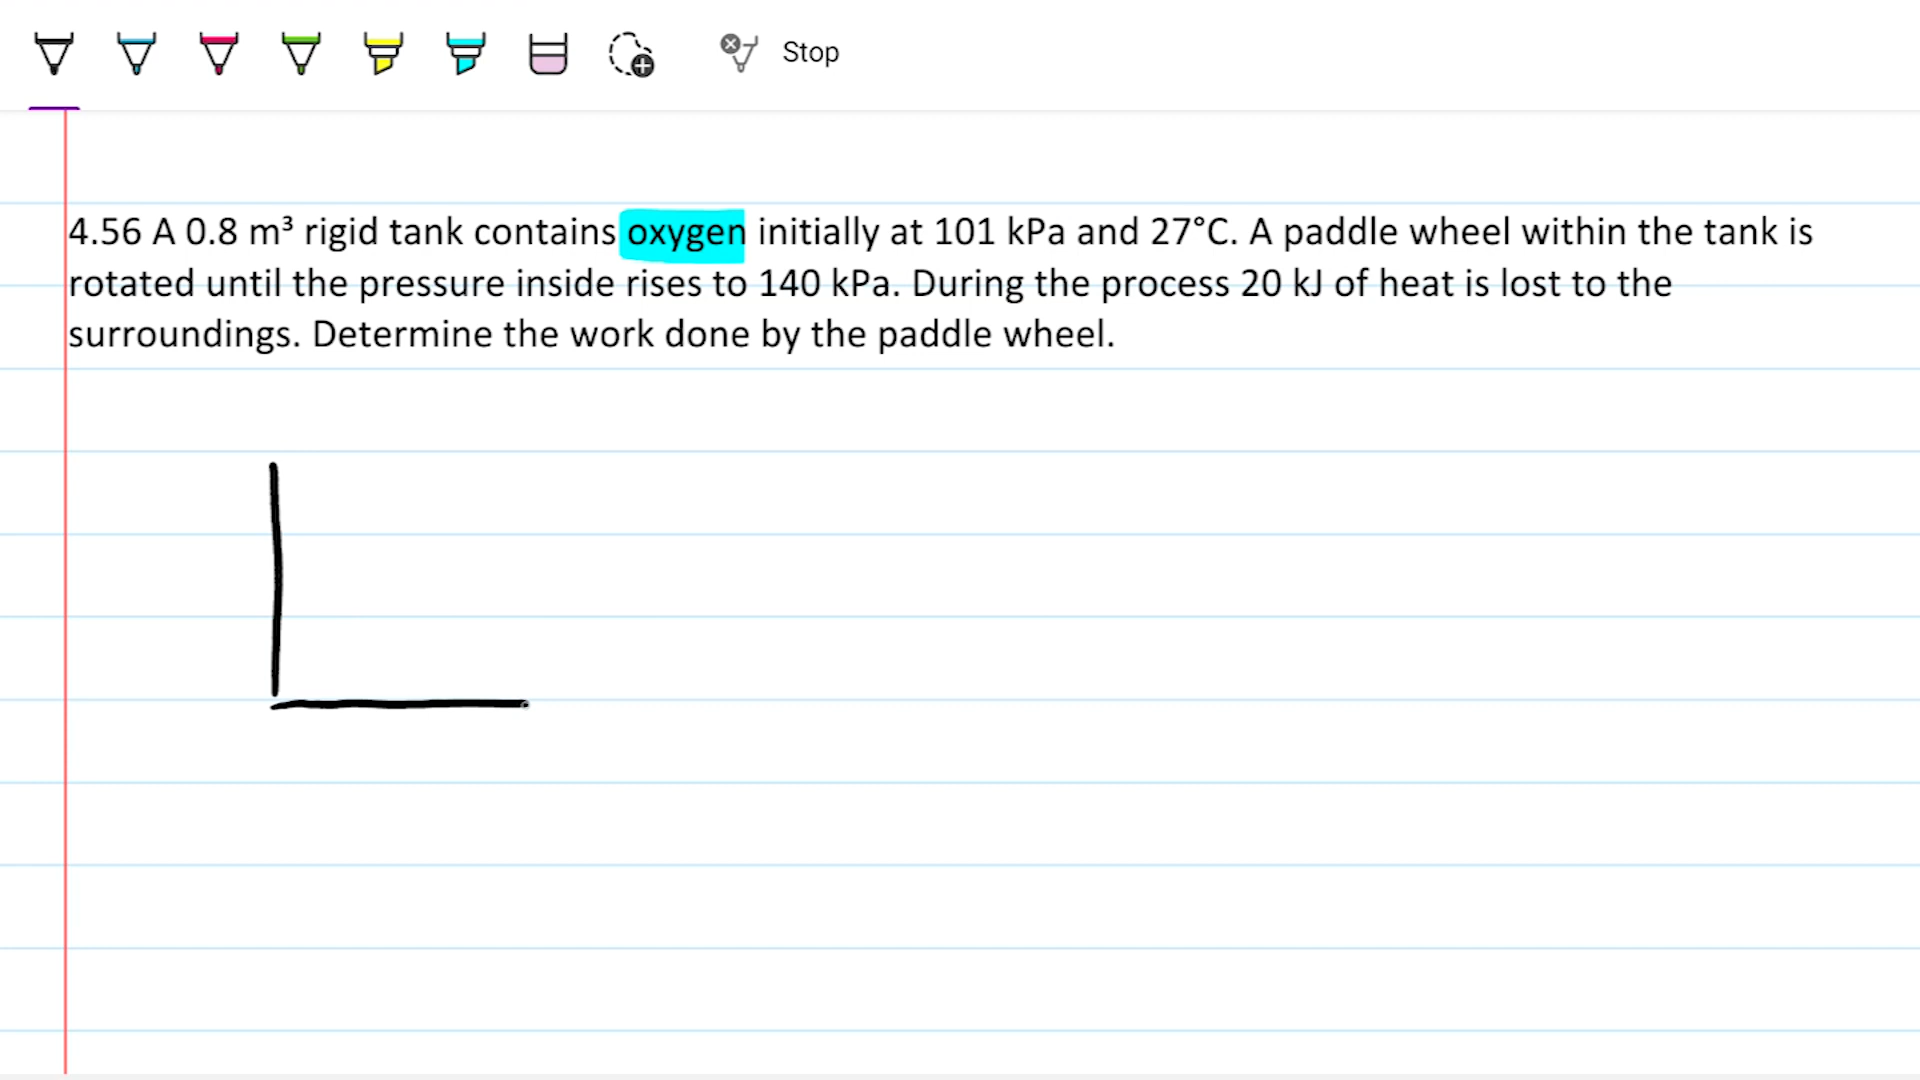 Stop
4.56 A 0.8 m³ rigid tank contains oxygen initially at 101 kPa and 27°C. A paddle wheel within the tank is
rotated until the pressure inside rises to 140 kPa. During the process 20 kJ of heat is lost to the
surroundings. Determine the work done by the paddle wheel.